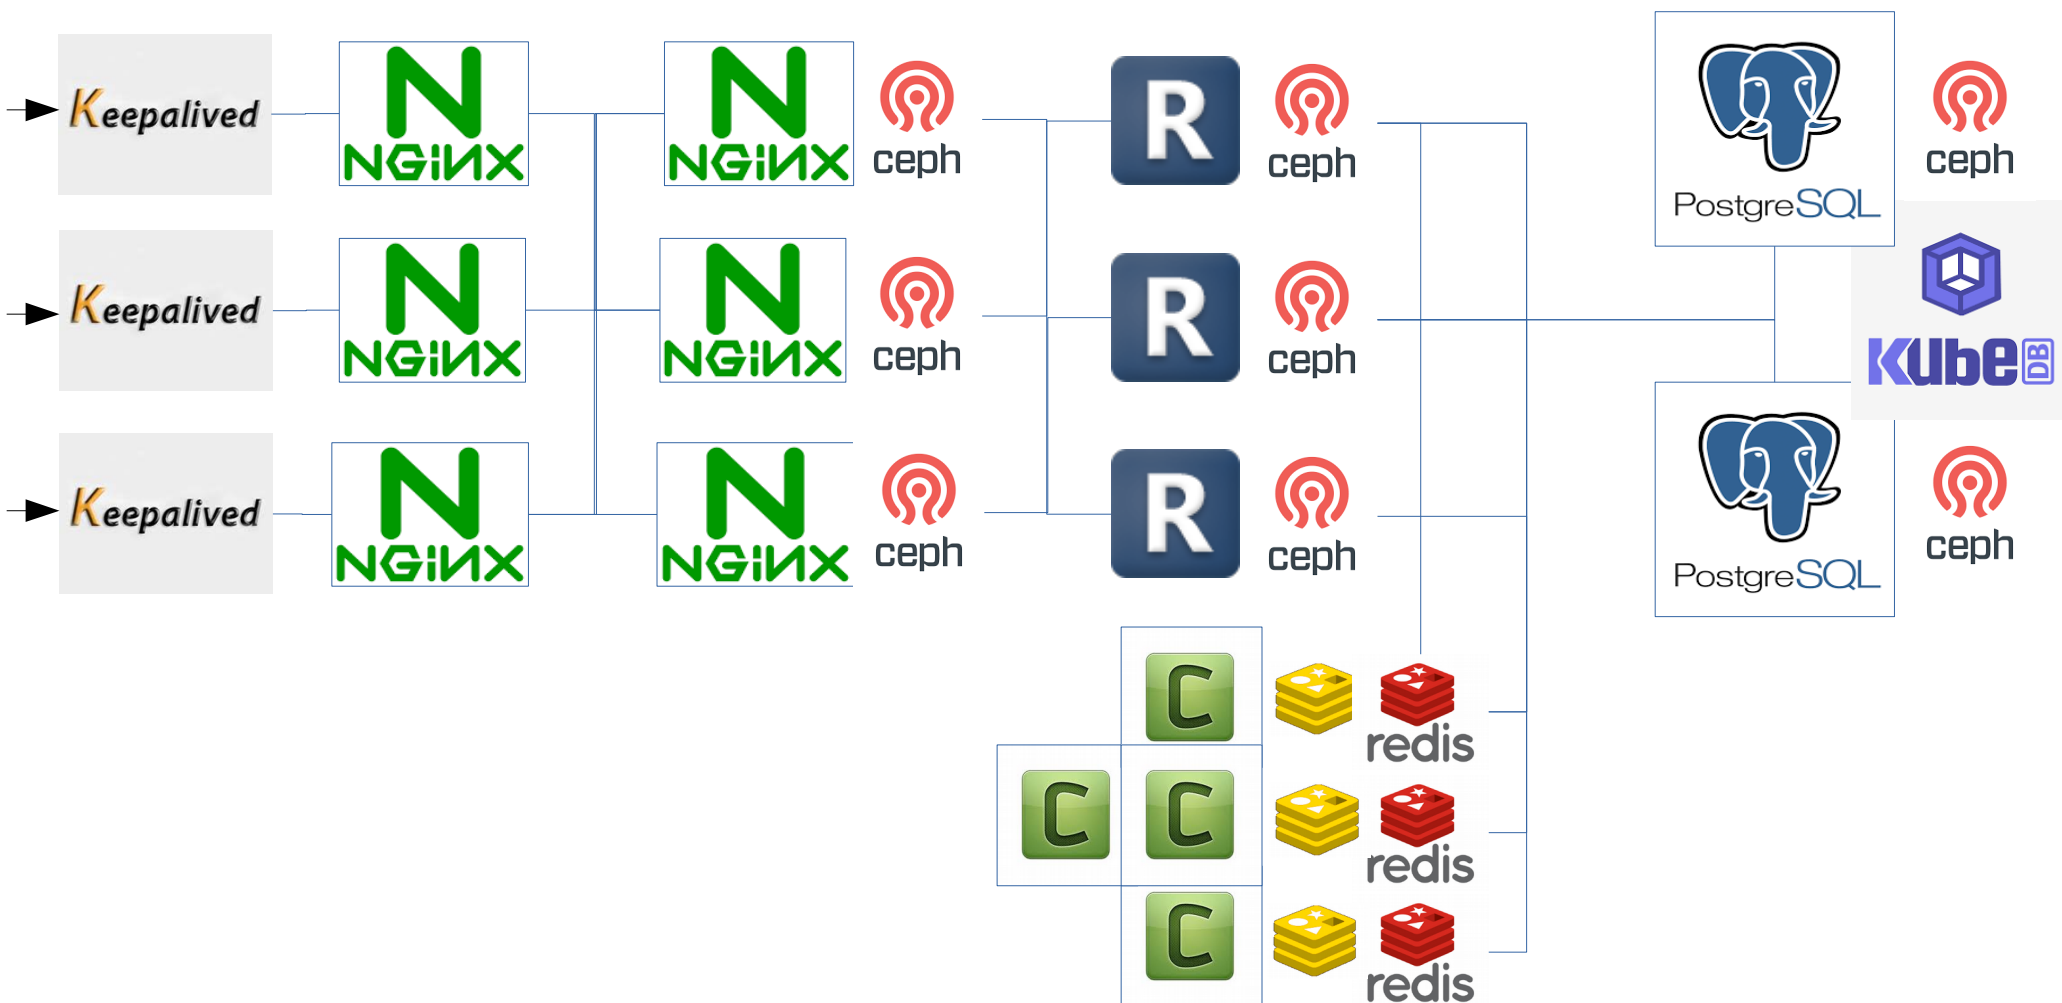 Keepalived
N
NGiNX
N
NGiNX
ceph
R
ceph
PostgreSQL
ceph
Keepalived
N
NGiNX
N
NGiNX
ceph
R
ceph
KubeDB
Keepalived
N
NGiNX
N
NGiNX
ceph
R
ceph
PostgreSQL
ceph
C
redis
C
C
redis
C
redis